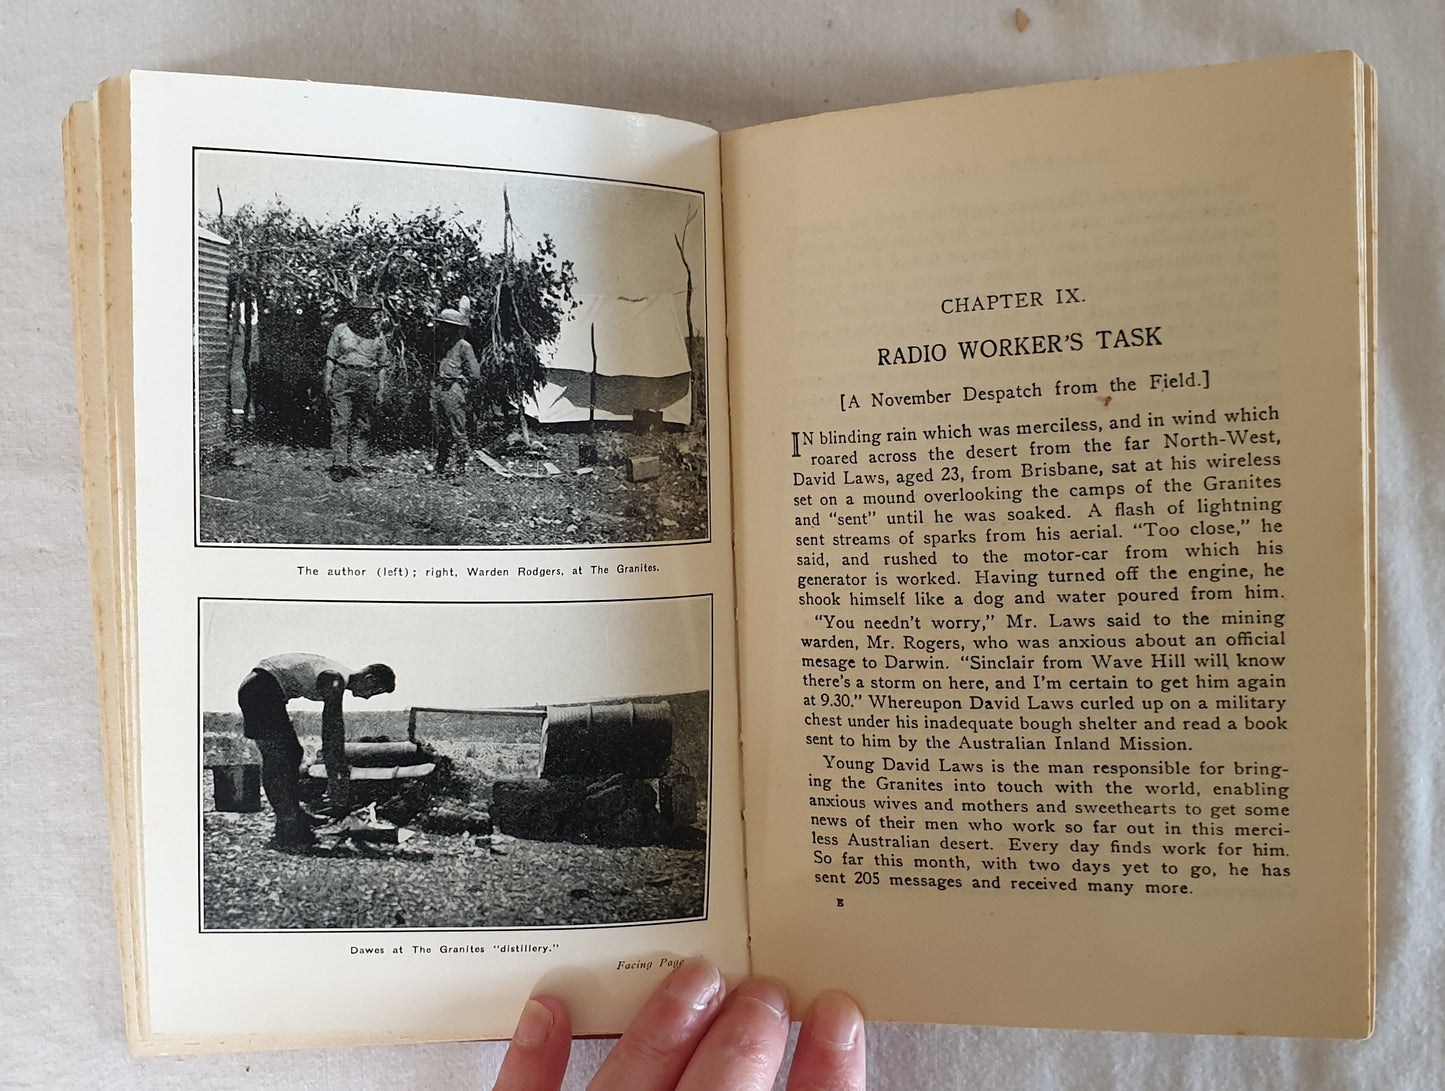 The author (left); right, Warden Rodgers, at The Granites.
Dawes at The Granites "distillery."
Facing Page
CHAPTER IX.
RADIO WORKER'S TASK
[A November Despatch from the Field.]
IN blinding rain which was merciless, and in wind which
roared across the desert from the far North-West,
David Laws, aged 23, from Brisbane, sat at his wireless
set on a mound overlooking the camps of the Granites
and "sent" until he was soaked. A flash of lightning
sent streams of sparks from his aerial. "Too close," he
said, and rushed to the motor-car from which his
generator is worked. Having turned off the engine, he
shook himself like a dog and water poured from him.
"You needn't worry," Mr. Laws said to the mining
warden, Mr. Rogers, who was anxious about an official
mesage to Darwin. "Sinclair from Wave Hill will know
there's a storm on here, and I'm certain to get him again
at 9.30." Whereupon David Laws curled up on a military
chest under his inadequate bough shelter and read a book
sent to him by the Australian Inland Mission.
Young David Laws is the man responsible for bring-
ing the Granites into touch with the world, enabling
anxious wives and mothers and sweethearts to get some
news of their men who work so far out in this merci-
less Australian desert. Every day finds work for him.
So far this month, with two days yet to go, he has
sent 205 messages and received many more.
E